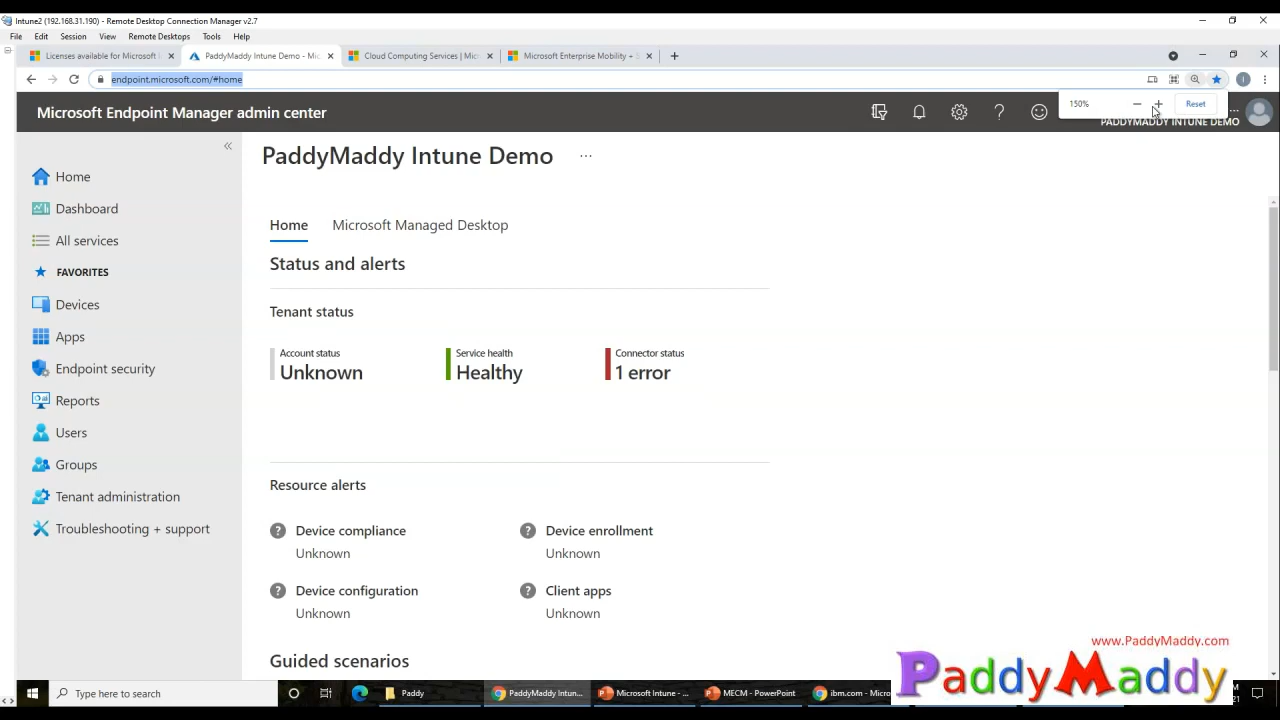 Intune2 (192.168.31.190) - Remote Desktop Connection Manager v2.7
File Edit Session View Remote Desktops Tools Help
Licenses available for Microsoft
PaddyMaddy Intune Demo - Mic
Cloud Computing Services | Mic
Microsoft Enterprise Mobility +
endpoint.microsoft.com/#home
150%
Reset
Microsoft Endpoint Manager admin center
PADDYMADDY INTUNE DEMO
Home
Dashboard
All services
FAVORITES
Devices
Apps
Endpoint security
Reports
Users
Groups
Tenant administration
Troubleshooting + support
PaddyMaddy Intune Demo ...
Home Microsoft Managed Desktop
Status and alerts
Tenant status
Account status
Unknown
Service health
Healthy
Connector status
1 error
Resource alerts
Device compliance
Unknown
Device enrollment
Unknown
Device configuration
Unknown
Client apps
Unknown
Guided scenarios
www.PaddyMaddy.com
PaddyMaddy
Type here to search
Paddy
PaddyMaddy Intun...
Microsoft Intune - ...
MECM - PowerPoint
ibm.com - Micros